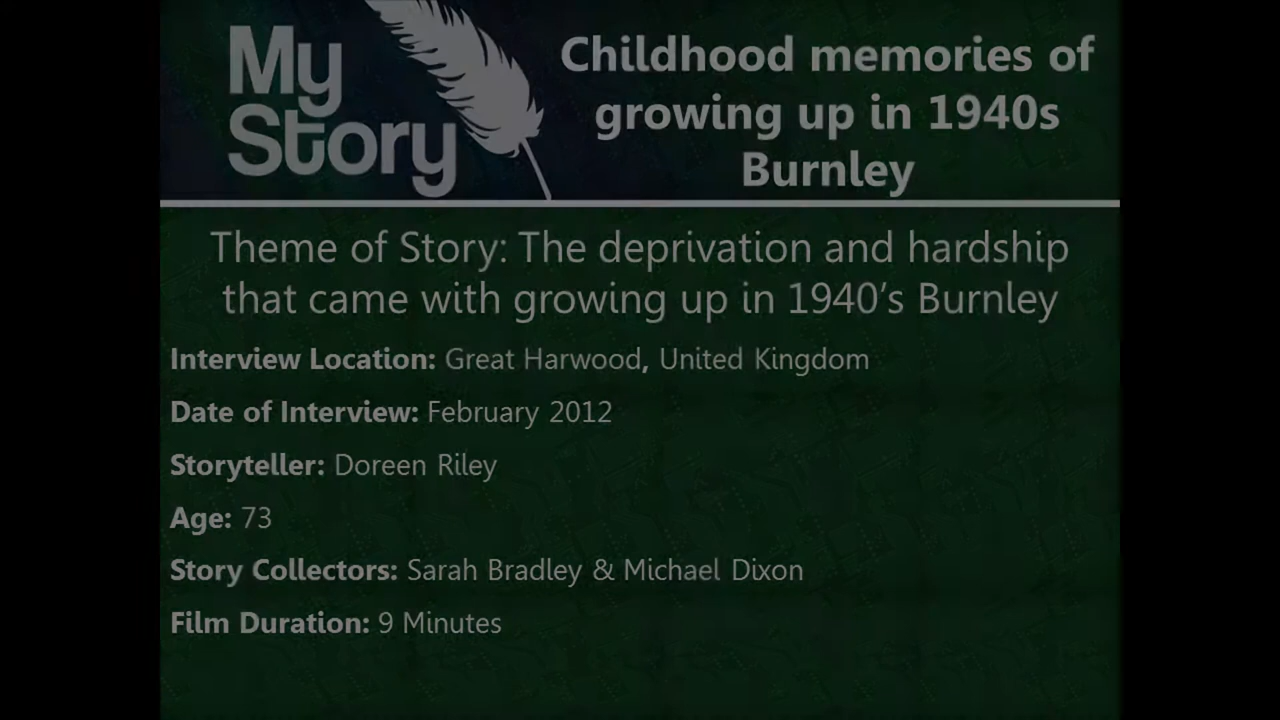 My
Story
Childhood memories of
growing up in 1940s
Burnley
Theme of Story: The deprivation and hardship
that came with growing up in 1940’s Burnley
Interview Location: Great Harwood, United Kingdom
Date of Interview: February 2012
Storyteller: Doreen Riley
Age: 73
Story Collectors: Sarah Bradley & Michael Dixon
Film Duration: 9 Minutes